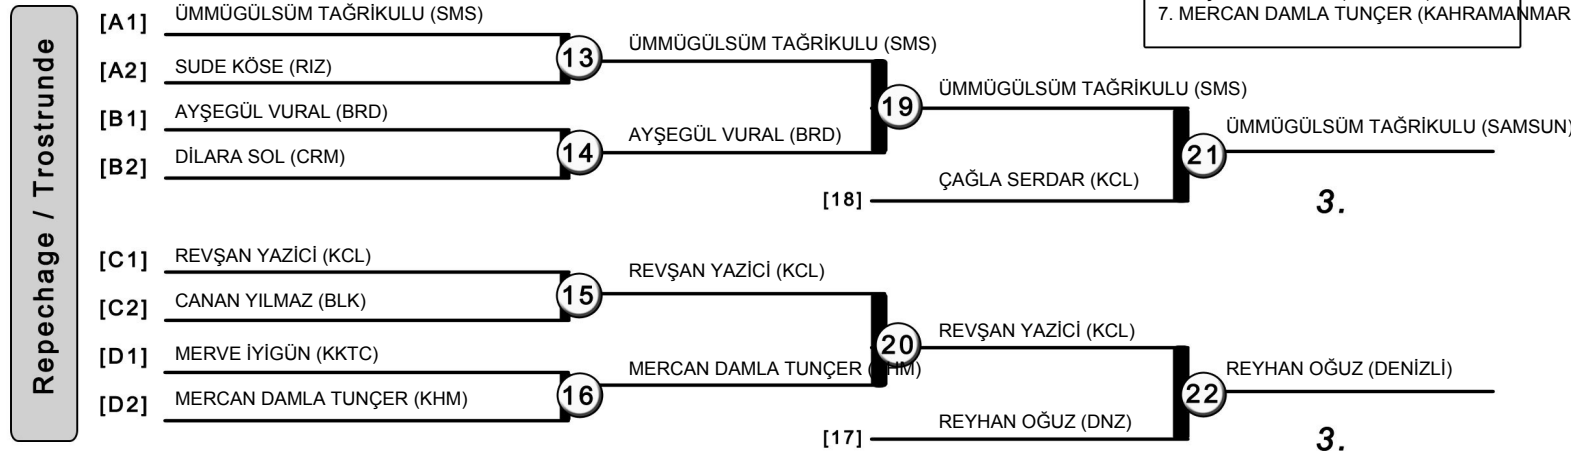 7. MERCAN DAMLA TUNÇER (KAHRAMANMAR
Repechage / Trostrunde
[A1] ÜMMÜGÜLSÜM TAĞRİKULU (SMS)
[A2] SUDE KÖSE (RIZ)
13
ÜMMÜGÜLSÜM TAĞRİKULU (SMS)
[B1] AYŞEGÜL VURAL (BRD)
[B2] DİLARA SOL (CRM)
14
AYŞEGÜL VURAL (BRD)
19
ÜMMÜGÜLSÜM TAĞRİKULU (SMS)
[18] ÇAĞLA SERDAR (KCL)
21
ÜMMÜGÜLSÜM TAĞRİKULU (SAMSUN)
3.
[C1] REVŞAN YAZİCİ (KCL)
[C2] CANAN YILMAZ (BLK)
15
REVŞAN YAZİCİ (KCL)
[D1] MERVE İYİGÜN (KKTC)
[D2] MERCAN DAMLA TUNÇER (KHM)
16
MERCAN DAMLA TUNÇER (KHM)
20
REVŞAN YAZİCİ (KCL)
[17] REYHAN OĞUZ (DNZ)
22
REYHAN OĞUZ (DENİZLİ)
3.